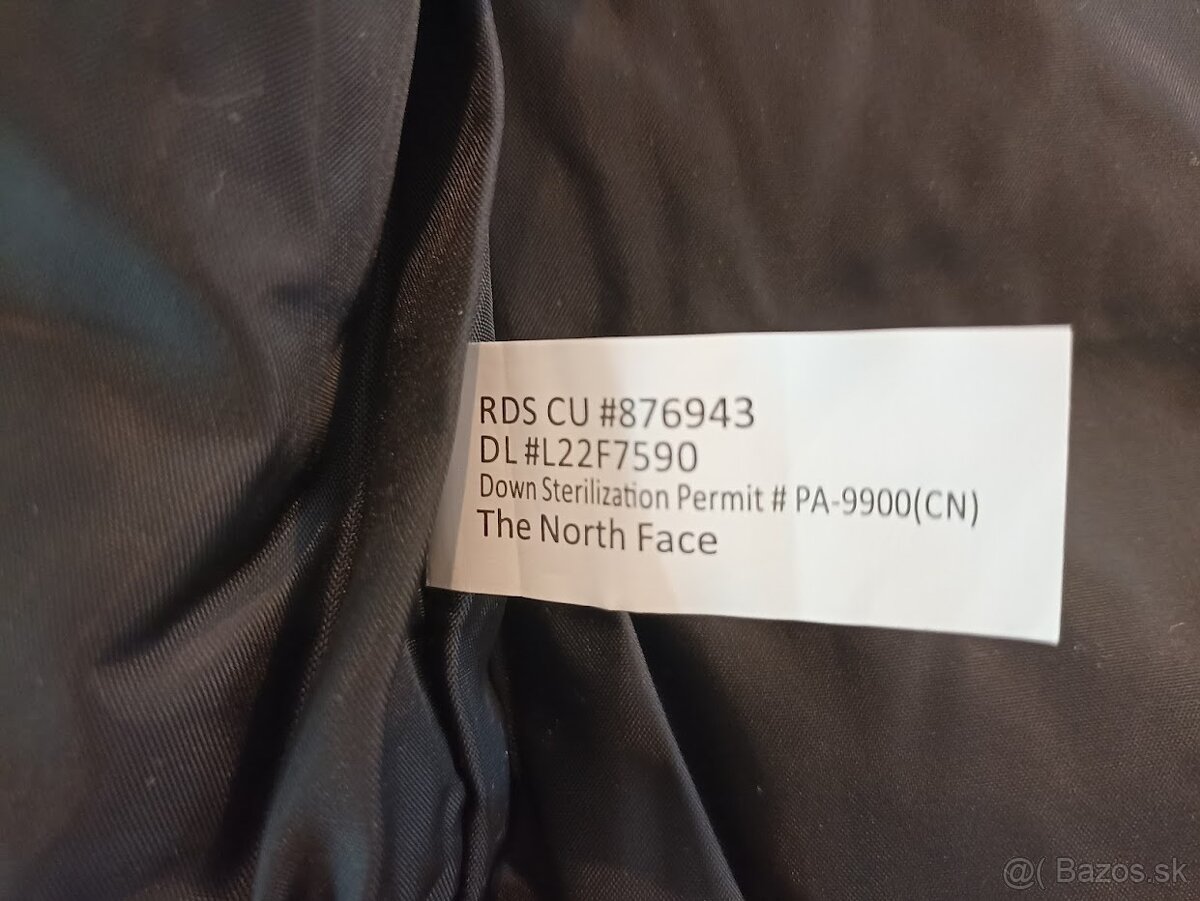 RDS CU #876943
DL #L22F7590
Down Sterilization Permit # PA-9900(CN)
The North Face
@( Bazos.sk